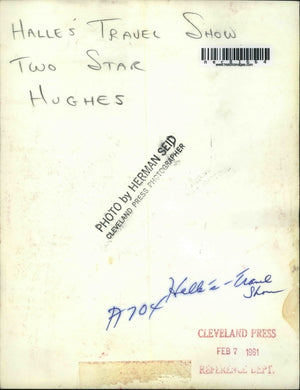 HALLE'S TRAVEL SHOW
TWO STAR
HUGHES
PHOTO by HERMAN SEID
CLEVELAND PRESS PHOTOGRAPHER
A704 Halle's - Travel
Show
CLEVELAND PRESS
FEB 7 1961
REFERENCE DEPT.